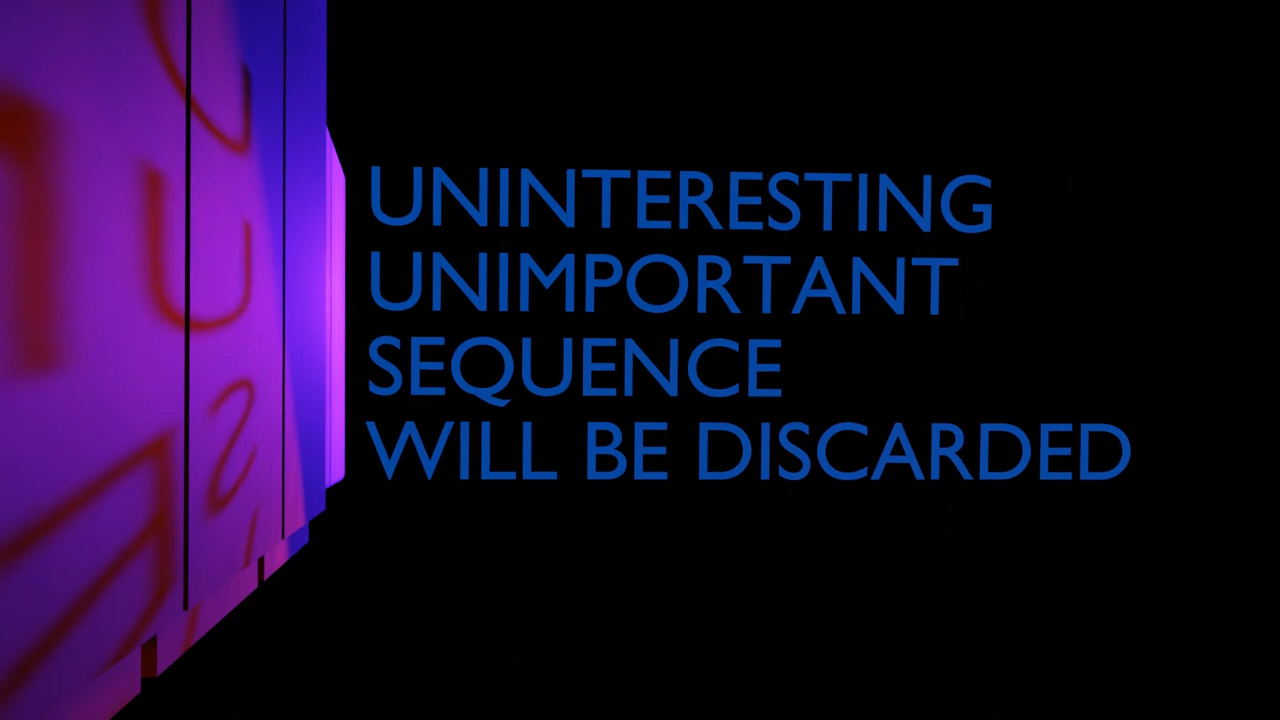 UNINTERESTING
UNIMPORTANT
SEQUENCE
WILL BE DISCARDED